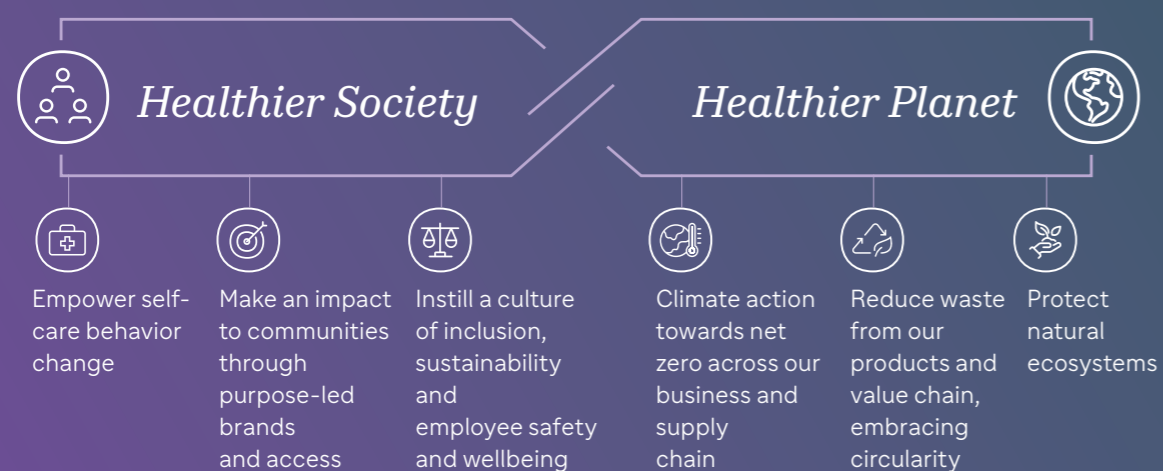 Healthier Society
Healthier Planet
Empower self-
care behavior
change
Make an impact
to communities
through
purpose-led
brands
and access
Instill a culture
of inclusion,
sustainability
and
employee safety
and wellbeing
Climate action
towards net
zero across our
business and
supply
chain
Reduce waste
from our
products and
value chain,
embracing
circularity
Protect
natural
ecosystems